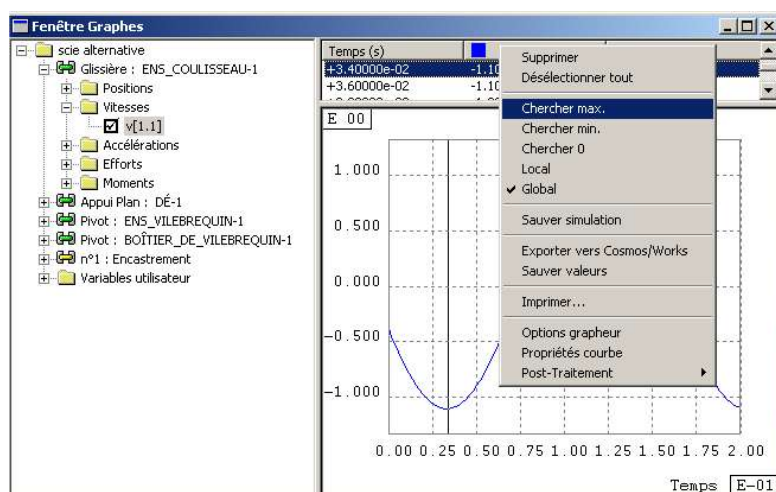 Fenêtre Graphes
scie alternative
Glissière : ENS_COULISSEAU-1
Positions
Vitesses
v[1.1]
Accélérations
Efforts
Moments
Appui Plan : DÉ-1
Pivot : ENS_VILEBREQUIN-1
Pivot : BOÎTIER_DE_VILEBREQUIN-1
n°1 : Encastrement
Variables utilisateur
Temps (s)
+3.40000e-02 -1.10
+3.60000e-02 -1.10
Supprimer
Désélectionner tout
Chercher max.
Chercher min.
Chercher 0
Local
Global
Sauver simulation
Exporter vers Cosmos/Works
Sauver valeurs
Imprimer...
Options grapheur
Propriétés courbe
Post-Traitement
E 00
1.000
0.500
0.000
-0.500
-1.000
0.00 0.25 0.50 0.75 1.00 1.25 1.50 1.75 2.00
Temps E-01